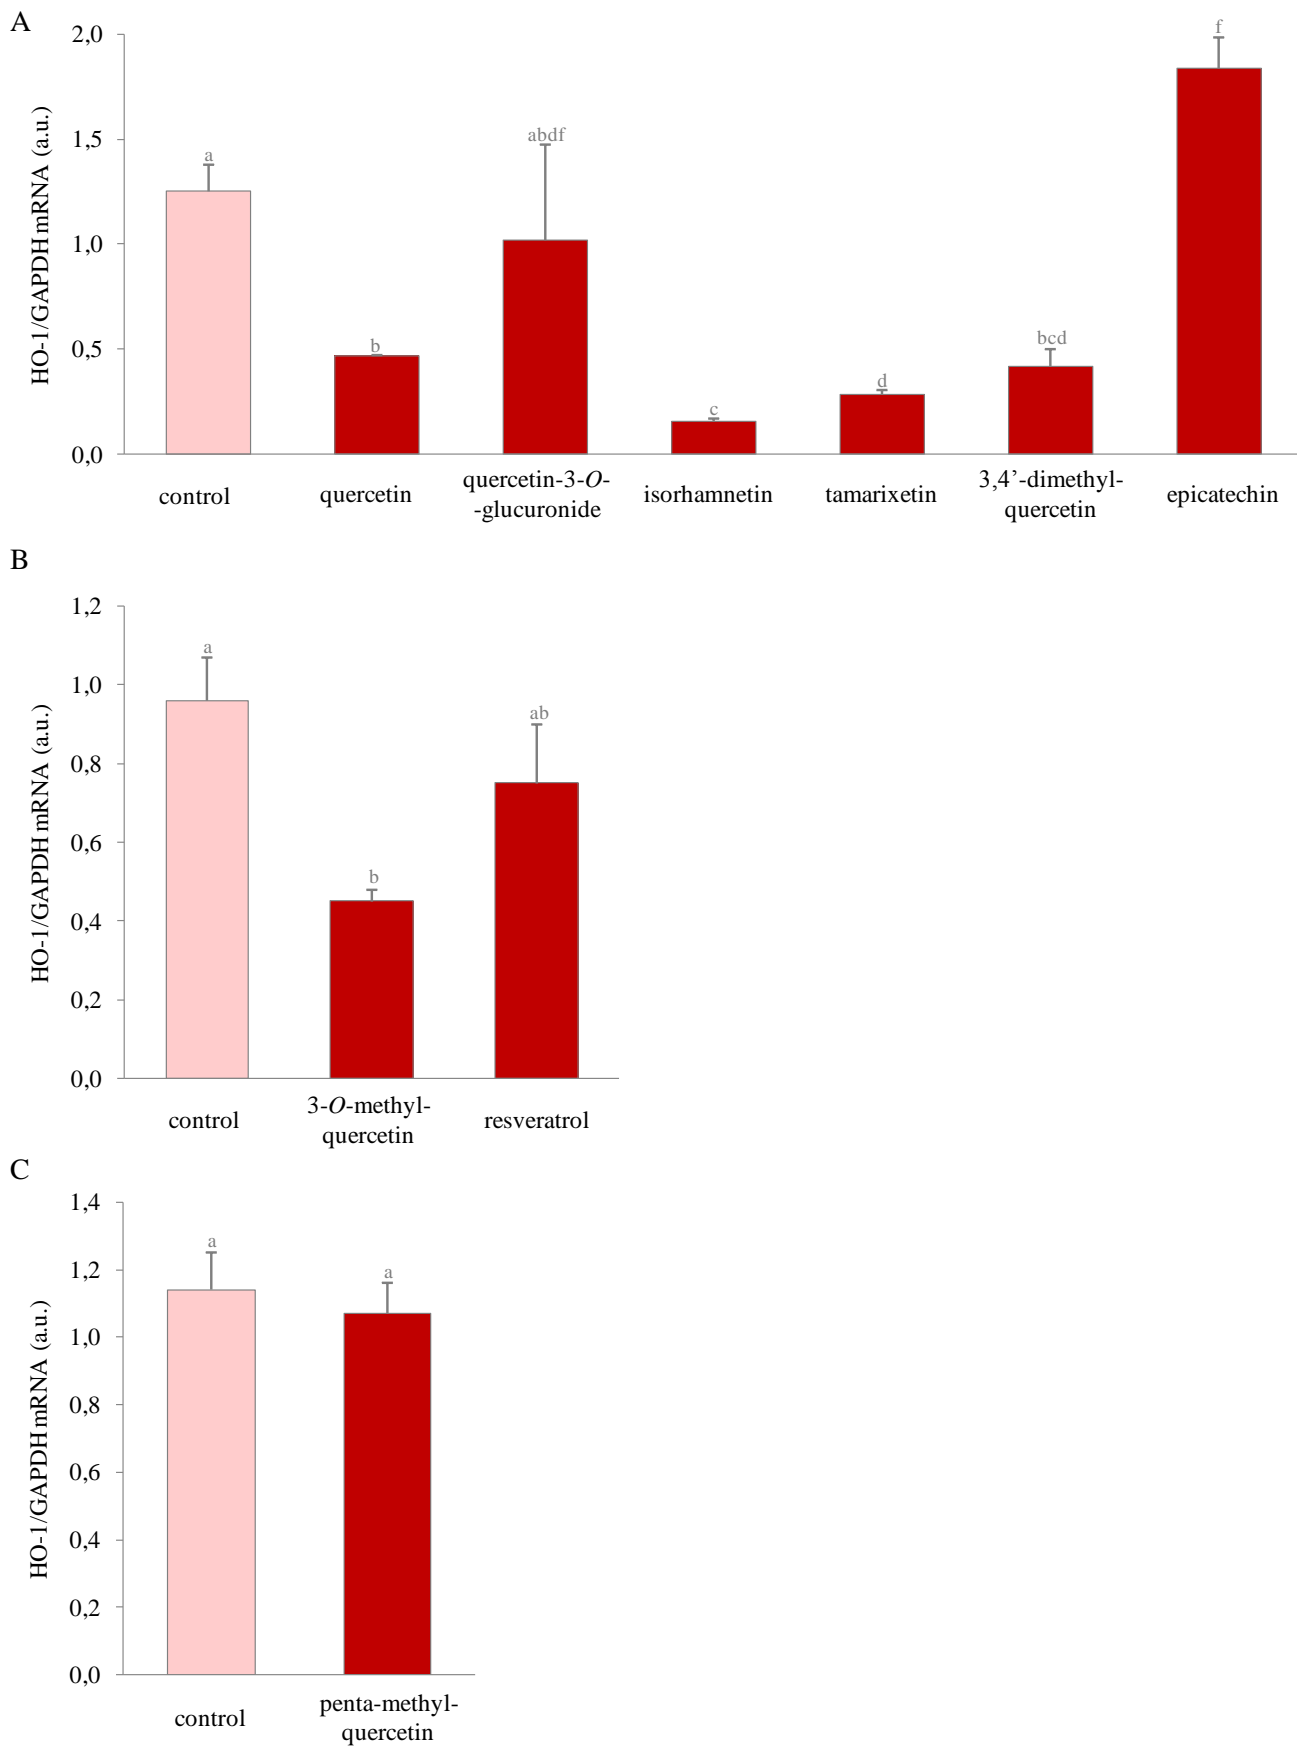 A
HO-1/GAPDH mRNA (a.u.)
2,0
1,5
1,0
0,5
0,0
a
b
abdf
c
d
bcd
f
control
quercetin
quercetin-3-O-
-glucuronide
isorhamnetin
tamarixetin
3,4’-dimethyl-
quercetin
epicatechin
B
HO-1/GAPDH mRNA (a.u.)
1,2
1,0
0,8
0,6
0,4
0,2
0,0
a
b
ab
control
3-O-methyl-
quercetin
resveratrol
C
HO-1/GAPDH mRNA (a.u.)
1,4
1,2
1,0
0,8
0,6
0,4
0,2
0,0
a
a
control
penta-methyl-
quercetin